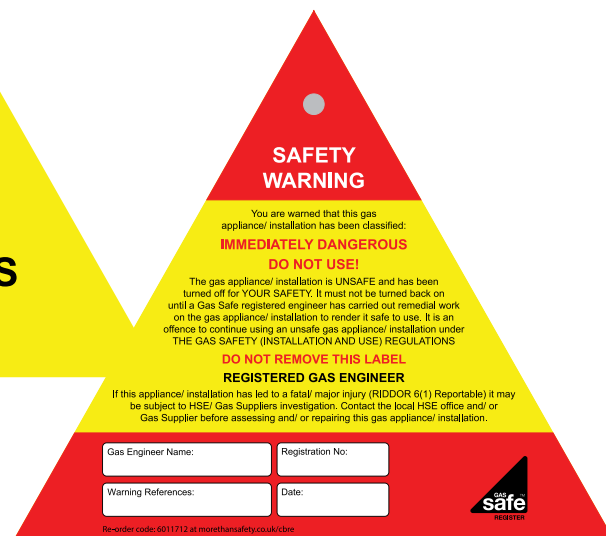 S
SAFETY
WARNING
You are warned that this gas
appliance/ installation has been classified:
IMMEDIATELY DANGEROUS
DO NOT USE!
The gas appliance/ installation is UNSAFE and has been
turned off for YOUR SAFETY. It must not be turned back on
until a Gas Safe registered engineer has carried out remedial work
on the gas appliance/ installation to render it safe to use. It is an
offence to continue using an unsafe gas appliance/ installation under
THE GAS SAFETY (INSTALLATION AND USE) REGULATIONS
DO NOT REMOVE THIS LABEL
REGISTERED GAS ENGINEER
If this appliance/ installation has led to a fatal/ major injury (RIDDOR 6(1) Reportable) it may
be subject to HSE/ Gas Suppliers investigation. Contact the local HSE office and/ or
Gas Supplier before assessing and/ or repairing this gas appliance/ installation.
Gas Engineer Name:
Registration No:
Warning References:
Date:
GAS
safe™
REGISTER
Re-order code: 6011712 at morethansafety.co.uk/cbre